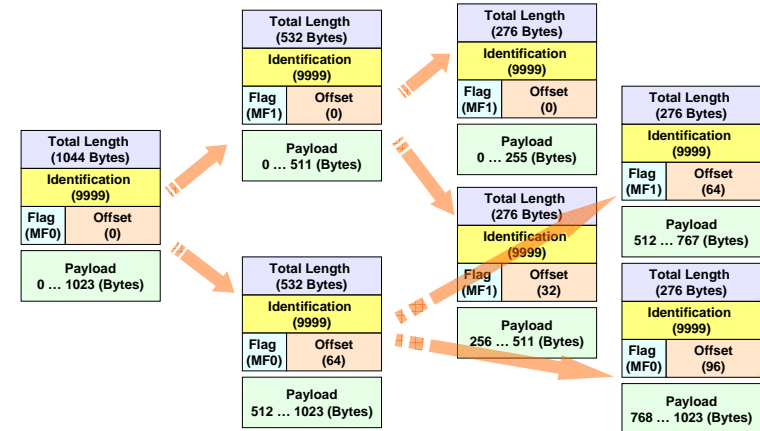 Total Length
(1044 Bytes)
Identification
(9999)
Flag
(MF0)
Offset
(0)
Payload
0 … 1023 (Bytes)
Total Length
(532 Bytes)
Identification
(9999)
Flag
(MF1)
Offset
(0)
Payload
0 … 511 (Bytes)
Total Length
(532 Bytes)
Identification
(9999)
Flag
(MF0)
Offset
(64)
Payload
512 … 1023 (Bytes)
Total Length
(276 Bytes)
Identification
(9999)
Flag
(MF1)
Offset
(0)
Payload
0 … 255 (Bytes)
Total Length
(276 Bytes)
Identification
(9999)
Flag
(MF1)
Offset
(32)
Payload
256 … 511 (Bytes)
Total Length
(276 Bytes)
Identification
(9999)
Flag
(MF1)
Offset
(64)
Payload
512 … 767 (Bytes)
Total Length
(276 Bytes)
Identification
(9999)
Flag
(MF0)
Offset
(96)
Payload
768 … 1023 (Bytes)